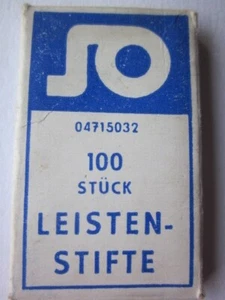 04715032
100
STÜCK
LEISTEN-
STIFTE